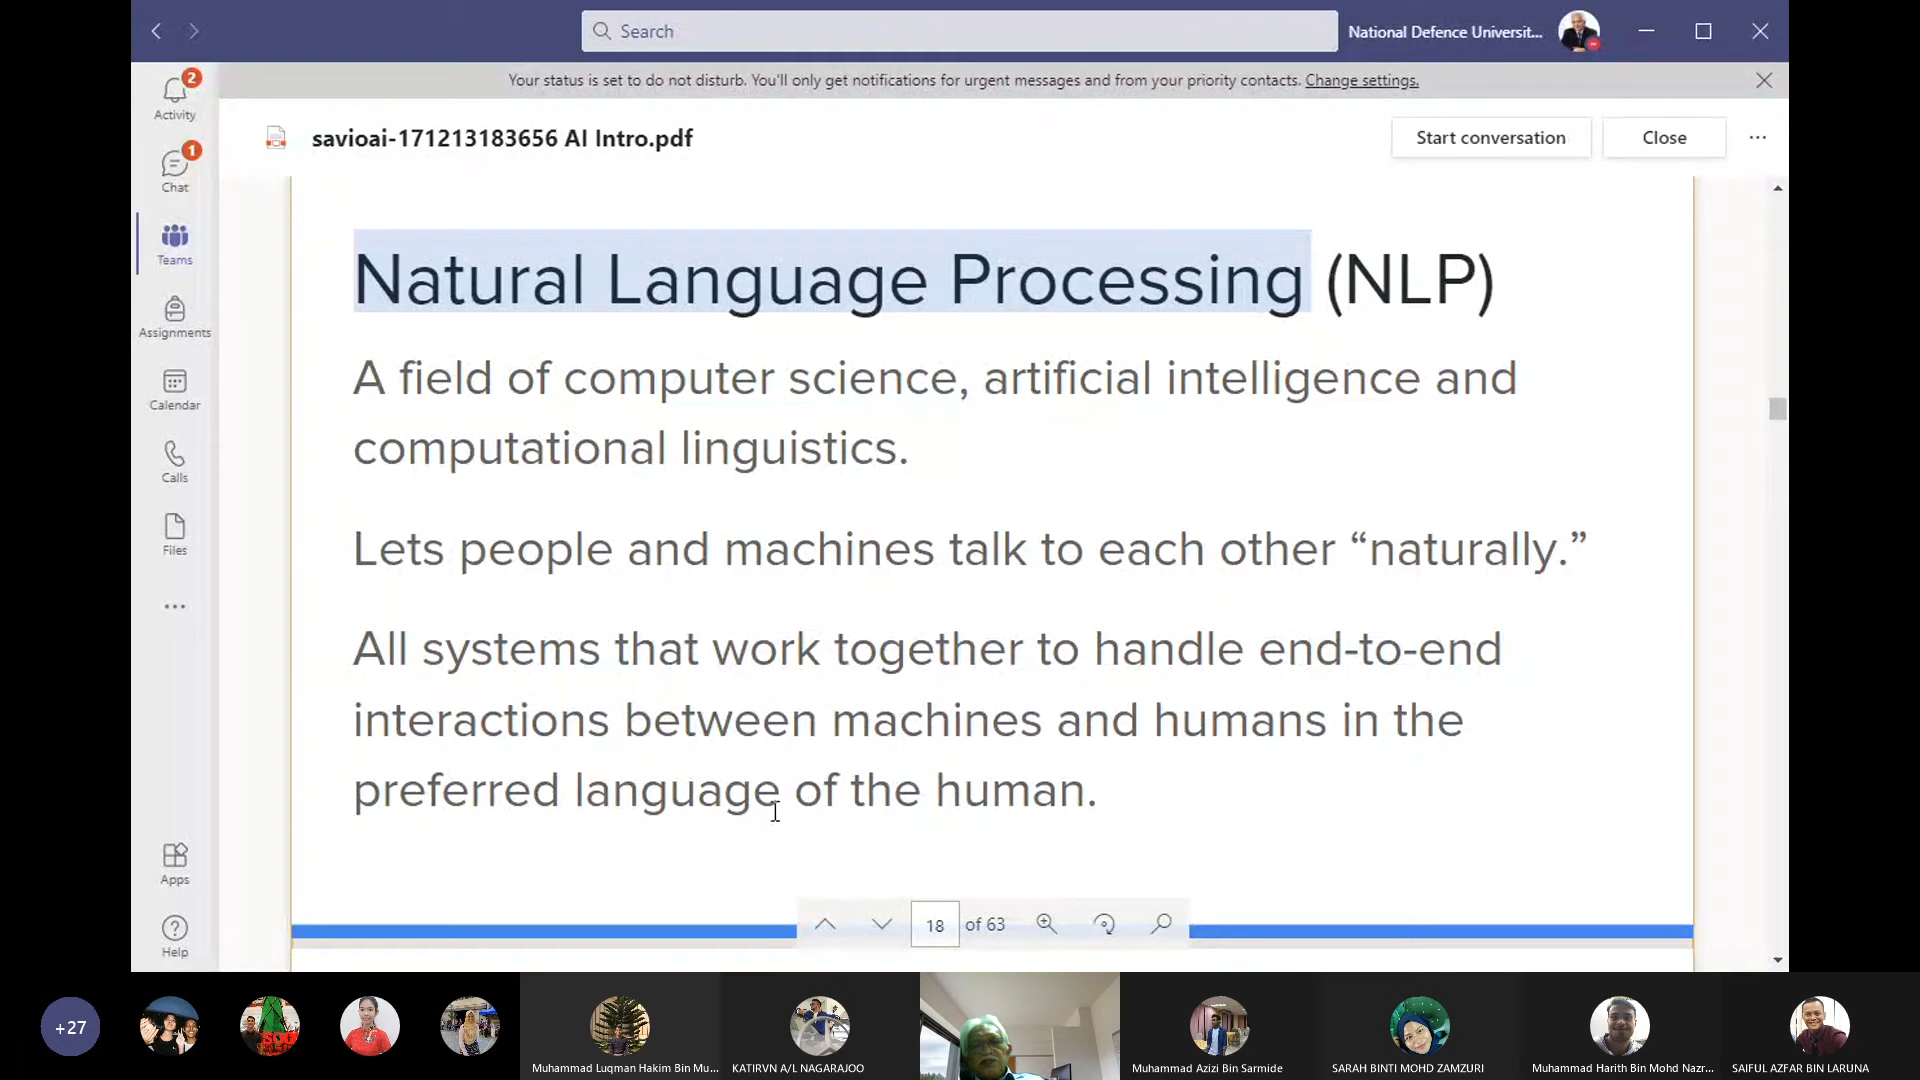 Search
National Defence Universit...
Your status is set to do not disturb. You'll only get notifications for urgent messages and from your priority contacts. Change settings.
2
Activity
1
Chat
Teams
Assignments
Calendar
Calls
Files
Apps
Help
savioai-171213183656 AI Intro.pdf
Start conversation
Close
Natural Language Processing (NLP)
A field of computer science, artificial intelligence and
computational linguistics.
Lets people and machines talk to each other “naturally.”
All systems that work together to handle end-to-end
interactions between machines and humans in the
preferred language of the human.
18 of 63
+27
Muhammad Luqman Hakim Bin Mu...
KATIRVN A/L NAGARAJOO
Muhammad Azizi Bin Sarmide
SARAH BINTI MOHD ZAMZURI
Muhammad Harith Bin Mohd Nazr...
SAIFUL AZFAR BIN LARUNA